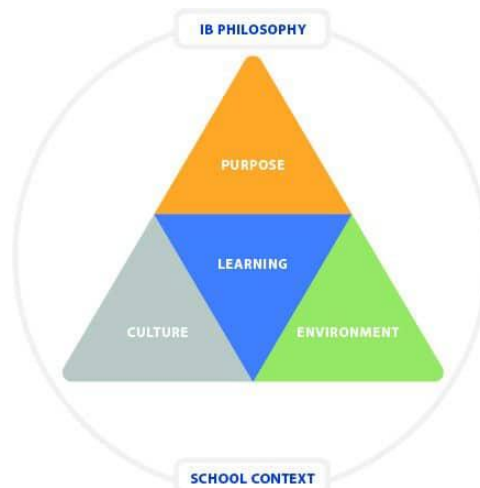 IB PHILOSOPHY
PURPOSE
LEARNING
CULTURE
ENVIRONMENT
SCHOOL CONTEXT